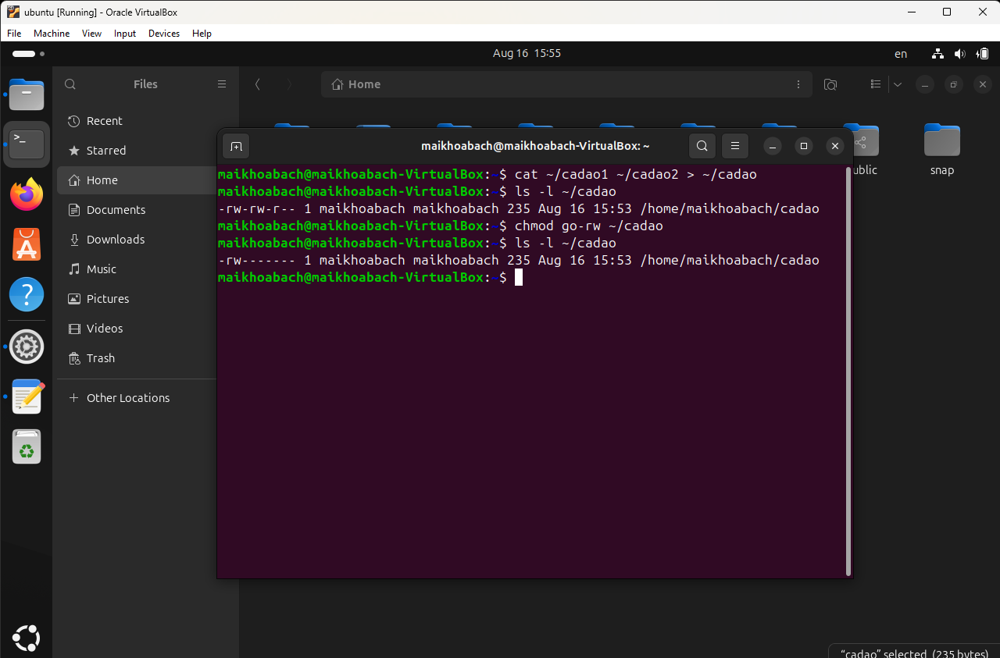 ubuntu [Running] - Oracle VirtualBox
File Machine View Input Devices Help
Aug 16 15:55
en
Files
Home
Recent
Starred
Home
Documents
Downloads
Music
Pictures
Videos
Trash
Other Locations
snap
maikhoabach@maikhoabach-VirtualBox: ~
maikhoabach@maikhoabach-VirtualBox:~$ cat ~/cadao1 ~/cadao2 > ~/cadao
maikhoabach@maikhoabach-VirtualBox:~$ ls -l ~/cadao
-rw-rw-r-- 1 maikhoabach maikhoabach 235 Aug 16 15:53 /home/maikhoabach/cadao
maikhoabach@maikhoabach-VirtualBox:~$ chmod go-rw ~/cadao
maikhoabach@maikhoabach-VirtualBox:~$ ls -l ~/cadao
-rw------- 1 maikhoabach maikhoabach 235 Aug 16 15:53 /home/maikhoabach/cadao
maikhoabach@maikhoabach-VirtualBox:~$
“cadao” selected (235 bytes)